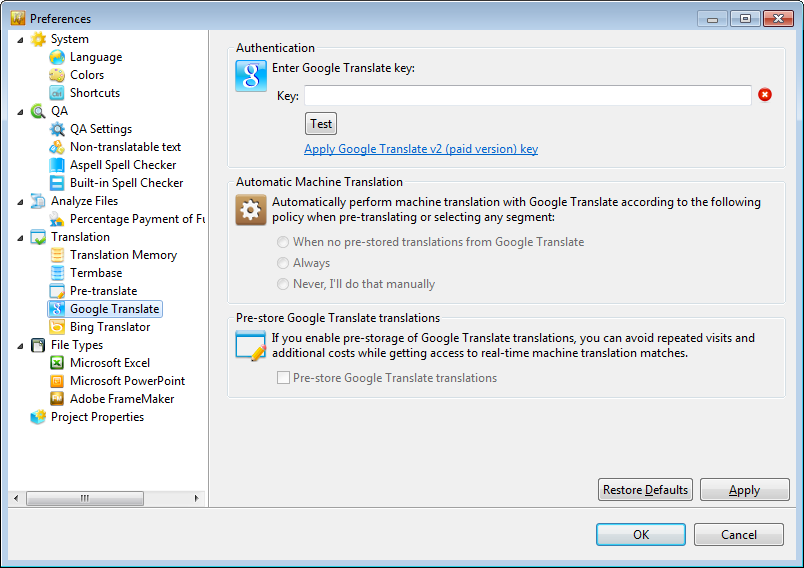 Preferences
System
Language
Colors
Shortcuts
QA
QA Settings
Non-translatable text
Aspell Spell Checker
Built-in Spell Checker
Analyze Files
Percentage Payment of Fu
Translation
Translation Memory
Termbase
Pre-translate
Google Translate
Bing Translator
File Types
Microsoft Excel
Microsoft PowerPoint
Adobe FrameMaker
Project Properties
Authentication
Enter Google Translate key:
Key:
Test
Apply Google Translate v2 (paid version) key
Automatic Machine Translation
Automatically perform machine translation with Google Translate according to the following
policy when pre-translating or selecting any segment:
When no pre-stored translations from Google Translate
Always
Never, I'll do that manually
Pre-store Google Translate translations
If you enable pre-storage of Google Translate translations, you can avoid repeated visits and
additional costs while getting access to real-time machine translation matches.
Pre-store Google Translate translations
Restore Defaults
Apply
OK
Cancel